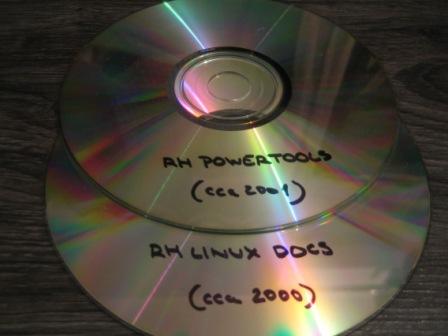 RH POWERTOOLS
(cca 2001)
RH LINUX DOCS
(cca 2000)